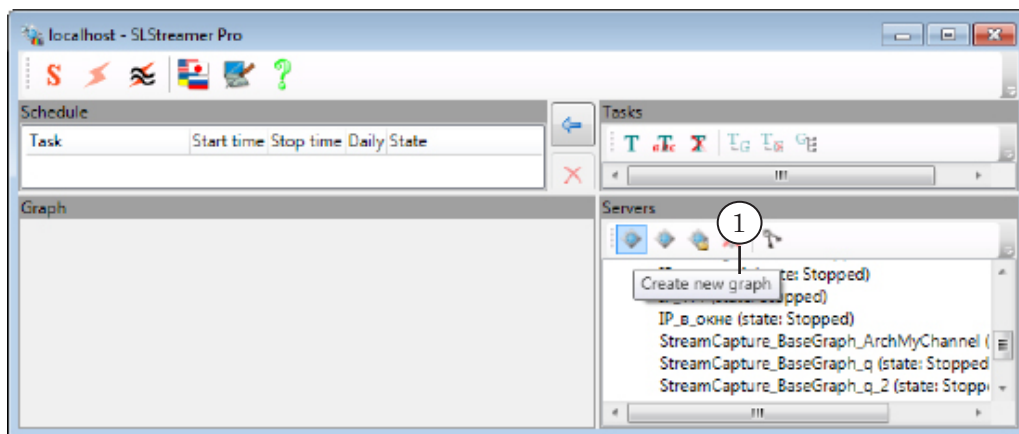 localhost - SLStreamer Pro
Schedule
Task Start time Stop time Daily State
Tasks
Graph
Servers
1
Create new graph
te: Stopped)
pped)
IP_в_окне (state: Stopped)
StreamCapture_BaseGraph_ArchMyChannel (
StreamCapture_BaseGraph_q (state: Stopped
StreamCapture_BaseGraph_q_2 (state: Stopp